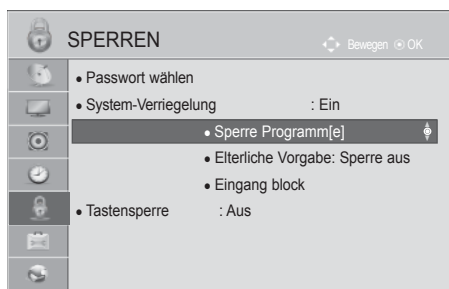 SPERREN
Bewegen OK
• Passwort wählen
• System-Verriegelung : Ein
• Sperre Programm[e]
• Elterliche Vorgabe: Sperre aus
• Eingang block
• Tastensperre : Aus